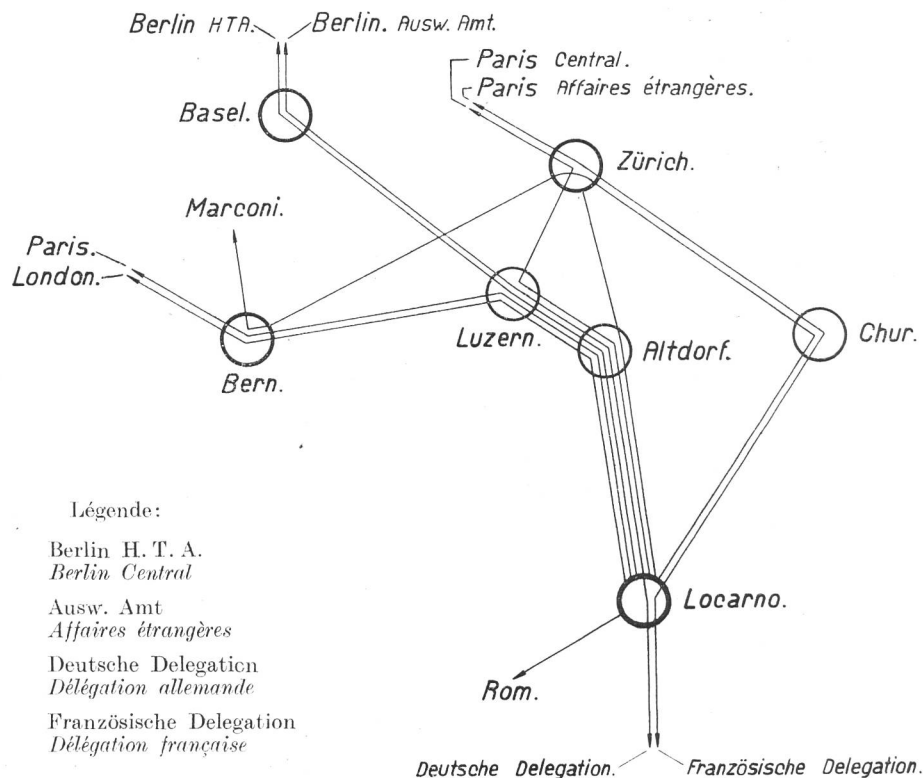 Berlin HTA.
Berlin. Ausw. Amt.
Paris Central.
Paris Affaires étrangères.
Basel.
Zürich.
Marconi.
Paris.
London.
Luzern.
Altdorf.
Chur.
Bern.
Légende:
Berlin H. T. A.
Berlin Central
Ausw. Amt
Affaires étrangères
Deutsche Delegation
Délégation allemande
Französische Delegation
Délégation française
Locarno.
Rom.
Deutsche Delegation.
Französische Delegation.